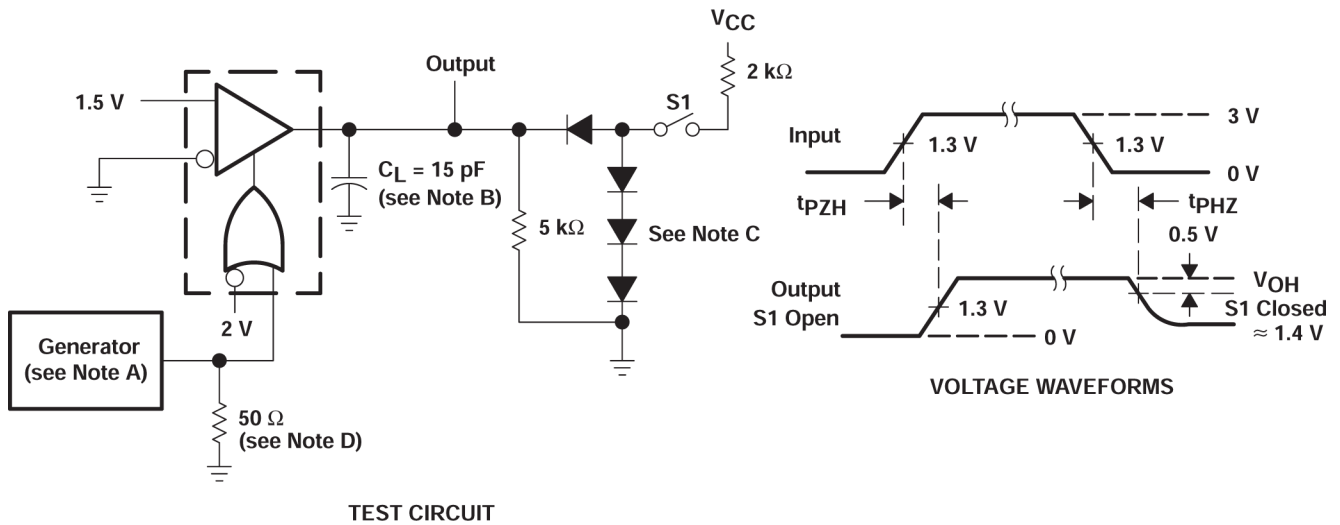 VCC
2 kΩ
Output
S1
1.5 V
CL = 15 pF
(see Note B)
5 kΩ
See Note C
2 V
Generator
(see Note A)
50 Ω
(see Note D)
TEST CIRCUIT
Input
3 V
1.3 V
1.3 V
0 V
tPZH
tPHZ
0.5 V
Output
S1 Open
1.3 V
0 V
VOH
S1 Closed
≈ 1.4 V
VOLTAGE WAVEFORMS